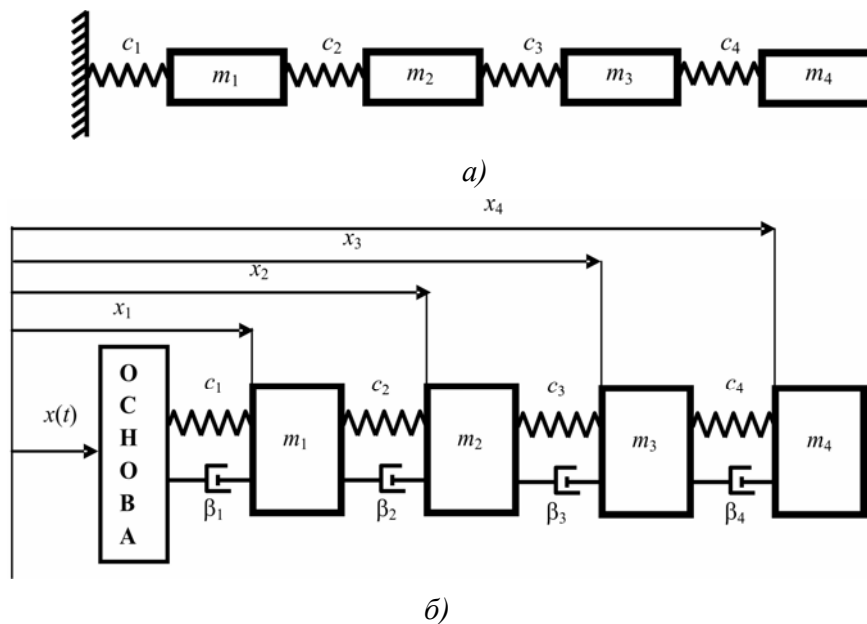 c₁ c₂ c₃ c₄
m₁ m₂ m₃ m₄
а)
x₄
x₃
x₂
x₁
x(t)
ОСНОВА
c₁ c₂ c₃ c₄
m₁ m₂ m₃ m₄
β₁ β₂ β₃ β₄
б)